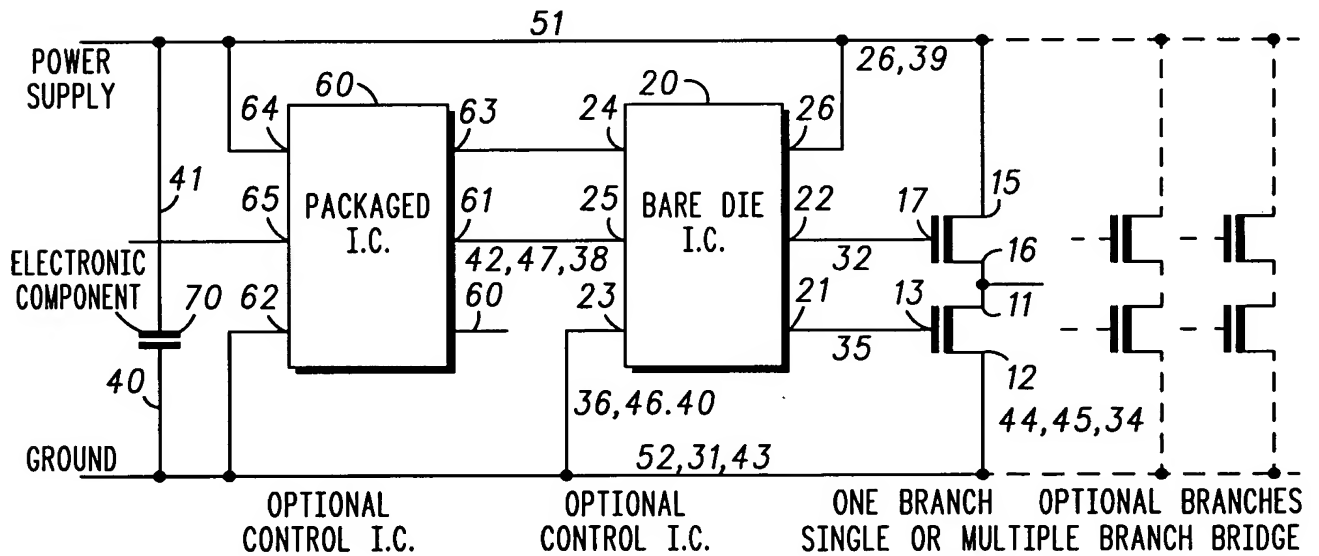 51
POWER
SUPPLY
26,39
60
20
64
63
24
26
41
65
PACKAGED
I.C.
61
25
BARE DIE
I.C.
22
17
15
ELECTRONIC
COMPONENT
42,47,38
32
16
70
62
60
23
21
13
11
35
40
12
36,46.40
44,45,34
GROUND
52,31,43
OPTIONAL
CONTROL I.C.
OPTIONAL
CONTROL I.C.
ONE BRANCH
SINGLE OR MULTIPLE BRANCH BRIDGE
OPTIONAL BRANCHES